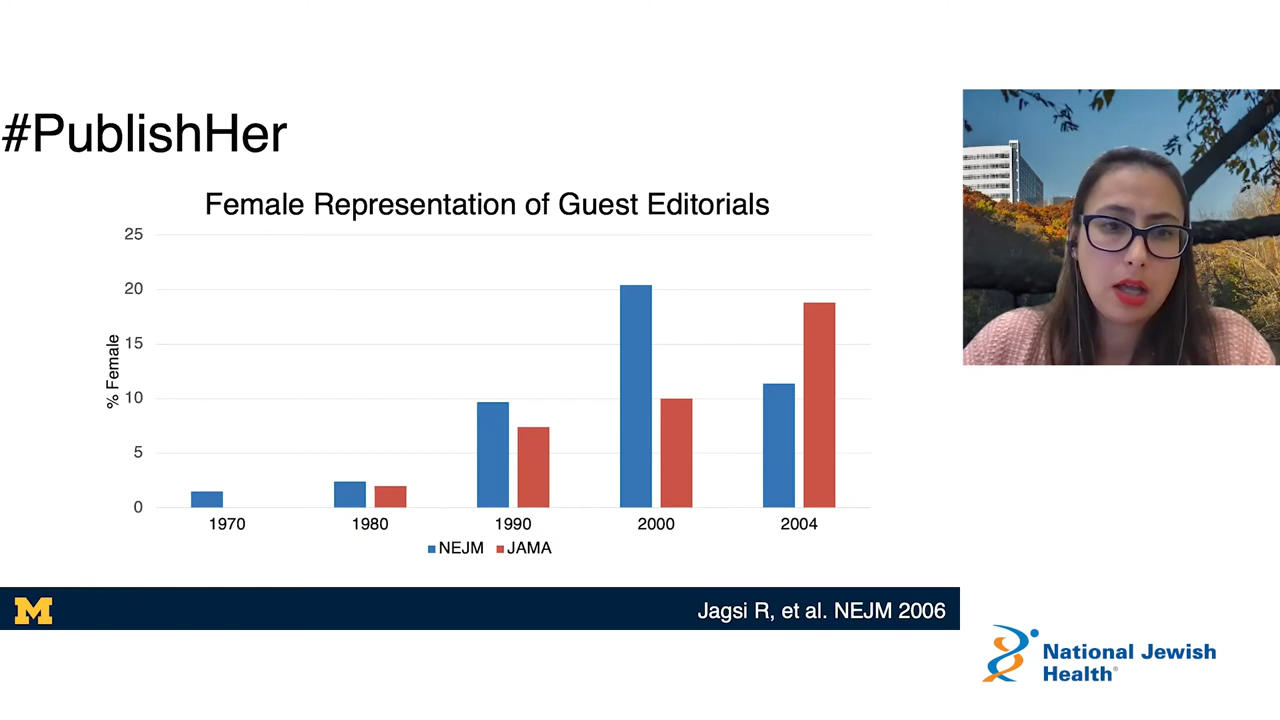 #PublishHer
Female Representation of Guest Editorials
25
20
15
10
5
0
% Female
1970 1980 1990 2000 2004
NEJM JAMA
M
Jagsi R, et al. NEJM 2006
National Jewish
Health®